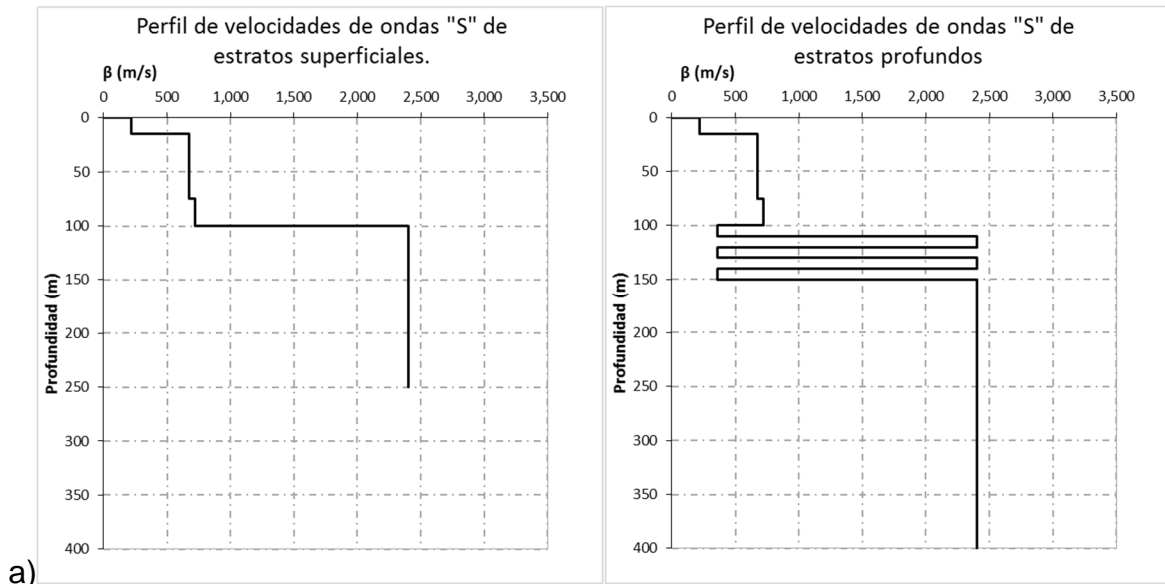 Perfil de velocidades de ondas "S" de
estratos superficiales.
β (m/s)
0 500 1,000 1,500 2,000 2,500 3,000 3,500
0
50
100
150
200
250
300
350
400
Profundidad (m)
Perfil de velocidades de ondas "S" de
estratos profundos
β (m/s)
0 500 1,000 1,500 2,000 2,500 3,000 3,500
0
50
100
150
200
250
300
350
400
Profundidad (m)
a)